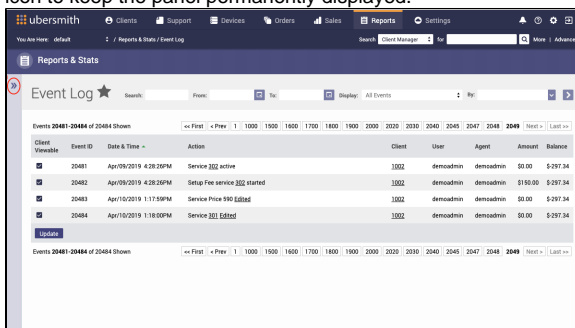 icon to keep the panel permanently displayed.
ubersmith Clients Support Devices Orders Sales Reports Settings
You Are Here: default / Reports & Stats / Event Log Search Client Manager for More | Advance
Reports & Stats
Event Log Search: From: To: Display: All Events By:
Events 20481-20484 of 20484 Shown << First < Prev 1 1000 1500 1600 1700 1800 1900 2000 2020 2030 2040 2045 2047 2048 2049 Next > Last >>
Client Viewable Event ID Date & Time Action Client User Agent Amount Balance
20481 Apr/09/2019 4:28:26PM Service 302 active 1002 demoadmin demoadmin $0.00 $-297.34
20482 Apr/09/2019 4:28:26PM Setup Fee service 302 started 1002 demoadmin demoadmin $150.00 $-297.34
20483 Apr/10/2019 1:17:59PM Service Price 590 Edited 1002 demoadmin demoadmin $0.00 $-297.34
20484 Apr/10/2019 1:18:00PM Service 301 Edited 1002 demoadmin demoadmin $0.00 $-297.34
Update
Events 20481-20484 of 20484 Shown << First < Prev 1 1000 1500 1600 1700 1800 1900 2000 2020 2030 2040 2045 2047 2048 2049 Next > Last >>